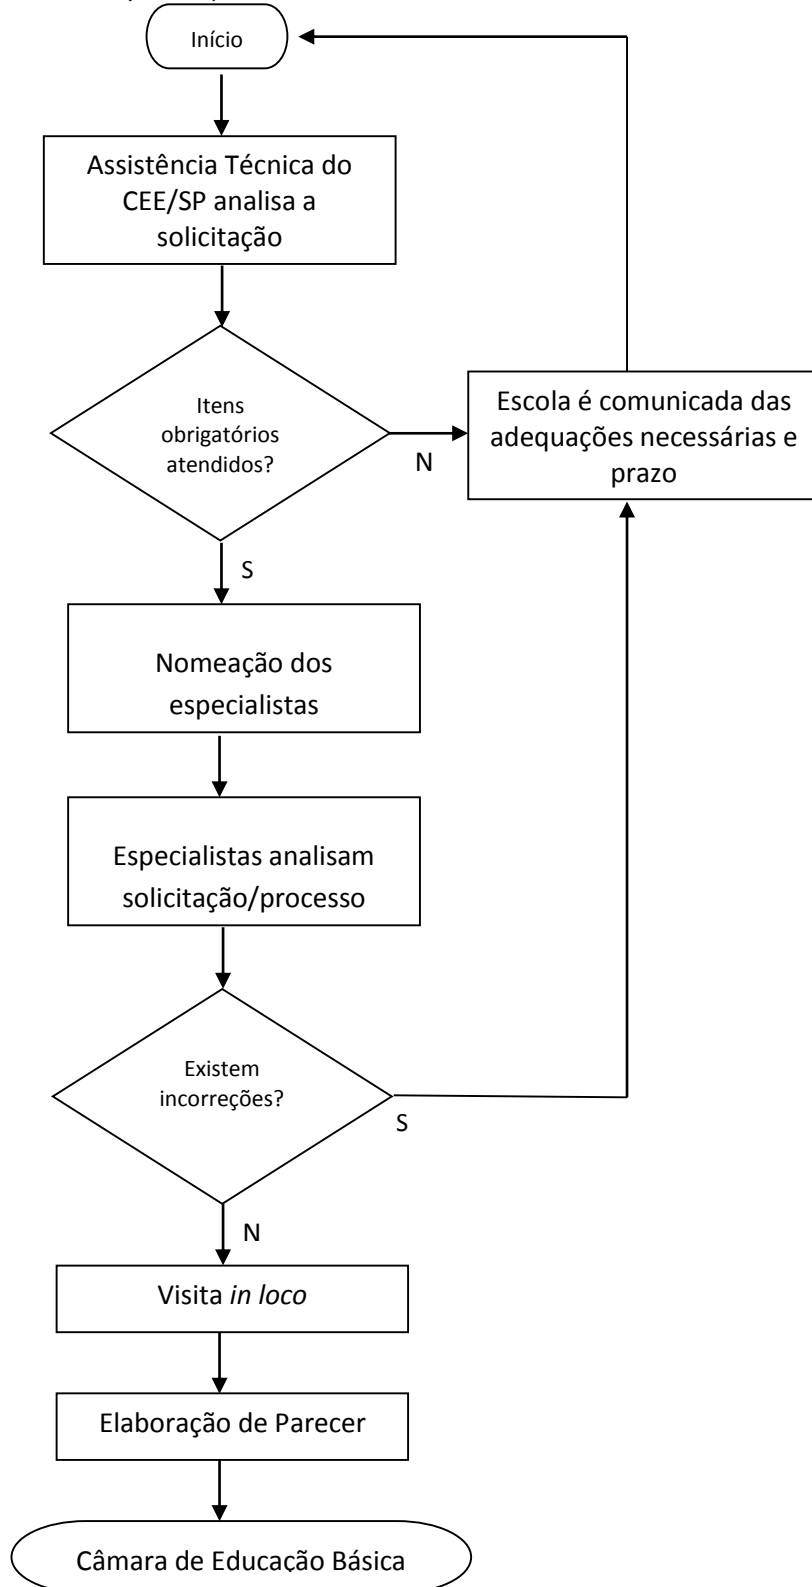 Início
Assistência Técnica do
CEE/SP analisa a
solicitação
Itens
obrigatórios
atendidos?
N
Escola é comunicada das
adequações necessárias e
prazo
S
Nomeação dos
especialistas
Especialistas analisam
solicitação/processo
Existem
incorreções?
S
N
Visita in loco
Elaboração de Parecer
Câmara de Educação Básica